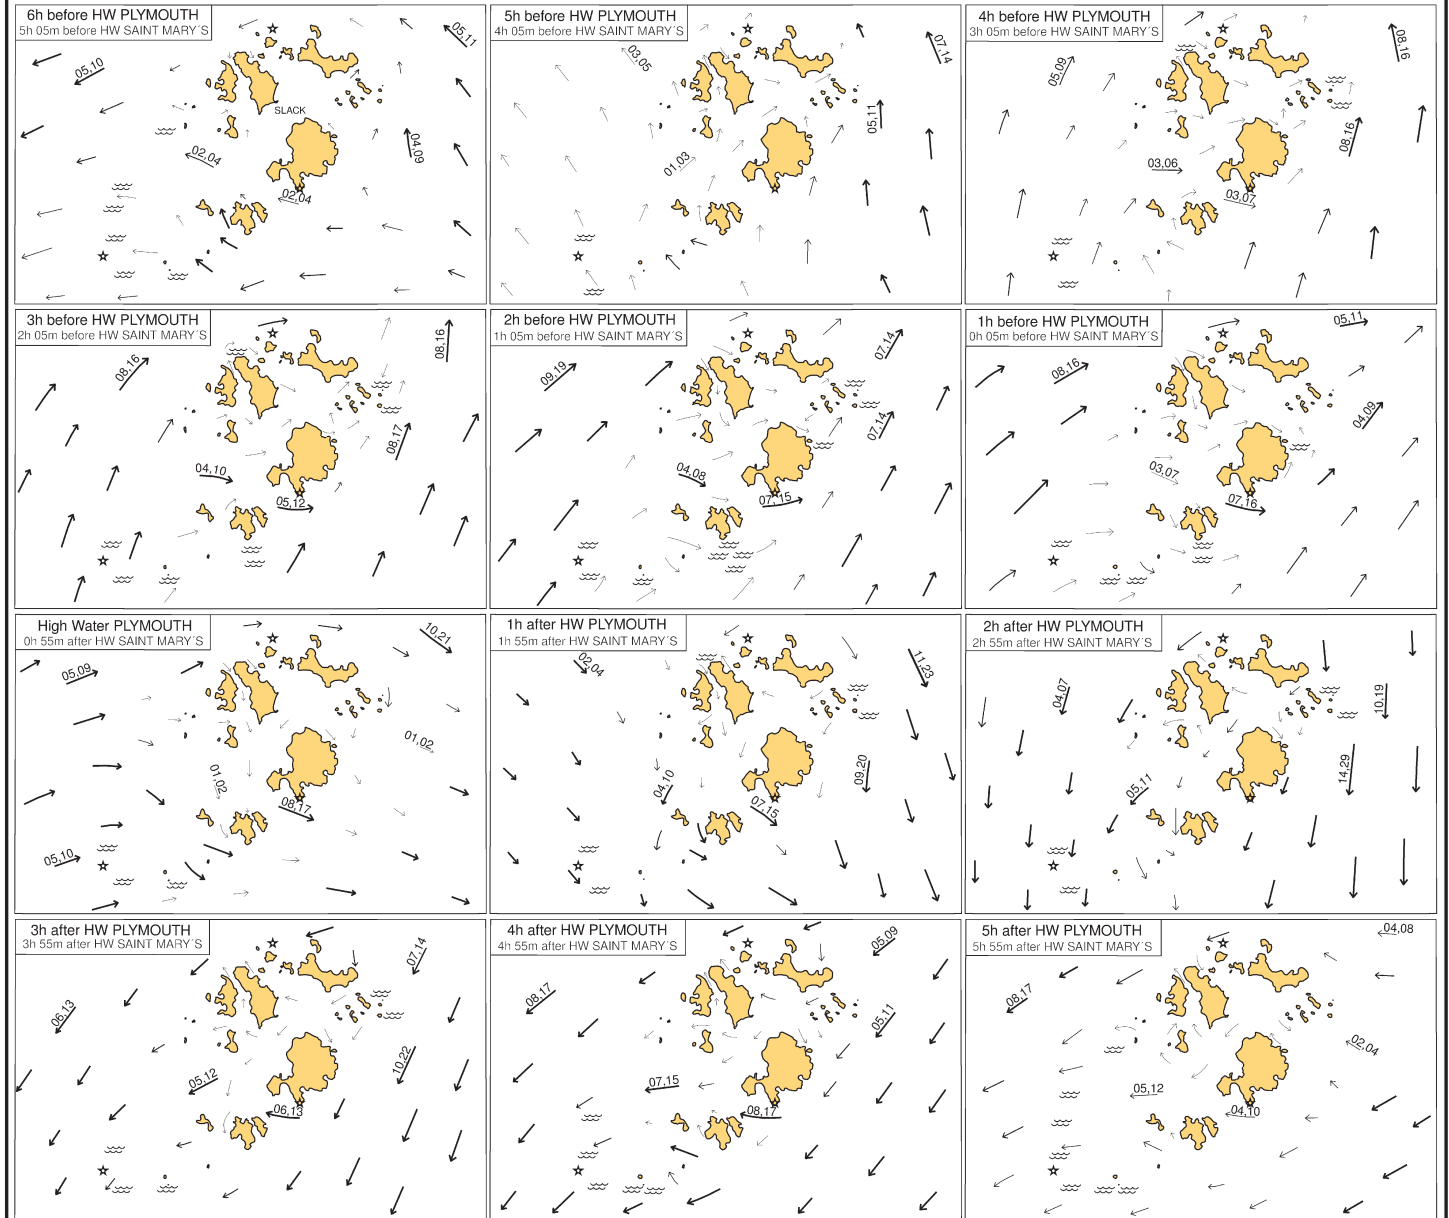 6h before HW PLYMOUTH
5h 05m before HW SAINT MARY´S
05,11
05,10
SLACK
04,09
02,04
02,04
5h before HW PLYMOUTH
4h 05m before HW SAINT MARY´S
03,05
07,14
05,11
01,03
4h before HW PLYMOUTH
3h 05m before HW SAINT MARY´S
08,16
05,09
08,16
03,06
03,07
3h before HW PLYMOUTH
2h 05m before HW SAINT MARY´S
08,16
08,16
08,17
04,10
05,12
2h before HW PLYMOUTH
1h 05m before HW SAINT MARY´S
07,14
09,19
07,14
04,08
07,15
1h before HW PLYMOUTH
0h 05m before HW SAINT MARY´S
05,11
08,16
04,09
03,07
07,16
High Water PLYMOUTH
0h 55m after HW SAINT MARY´S
10,21
05,09
01,02
01,02
08,17
05,10
1h after HW PLYMOUTH
1h 55m after HW SAINT MARY´S
02,04
11,23
09,20
04,10
07,15
2h after HW PLYMOUTH
2h 55m after HW SAINT MARY´S
04,07
10,19
14,29
05,11
3h after HW PLYMOUTH
3h 55m after HW SAINT MARY´S
07,14
06,13
10,22
05,12
06,13
4h after HW PLYMOUTH
4h 55m after HW SAINT MARY´S
05,09
08,17
05,11
07,15
08,17
5h after HW PLYMOUTH
5h 55m after HW SAINT MARY´S
04,08
08,17
02,04
05,12
04,10